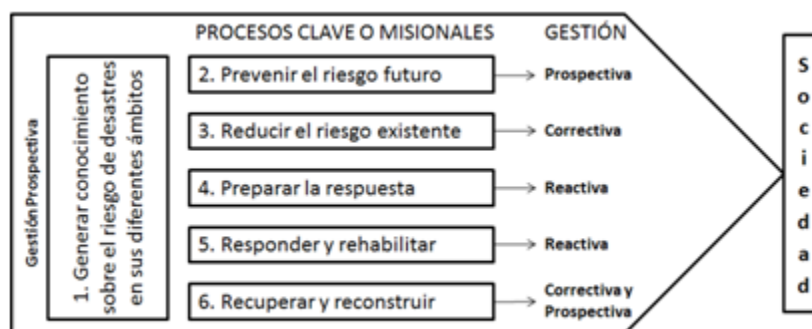 PROCESOS CLAVE O MISIONALES
GESTIÓN
Gestión Prospectiva
1. Generar conocimiento
sobre el riesgo de desastres
en sus diferentes ámbitos
2. Prevenir el riesgo futuro
Prospectiva
3. Reducir el riesgo existente
Correctiva
4. Preparar la respuesta
Reactiva
5. Responder y rehabilitar
Reactiva
6. Recuperar y reconstruir
Correctiva y
Prospectiva
Sociedad